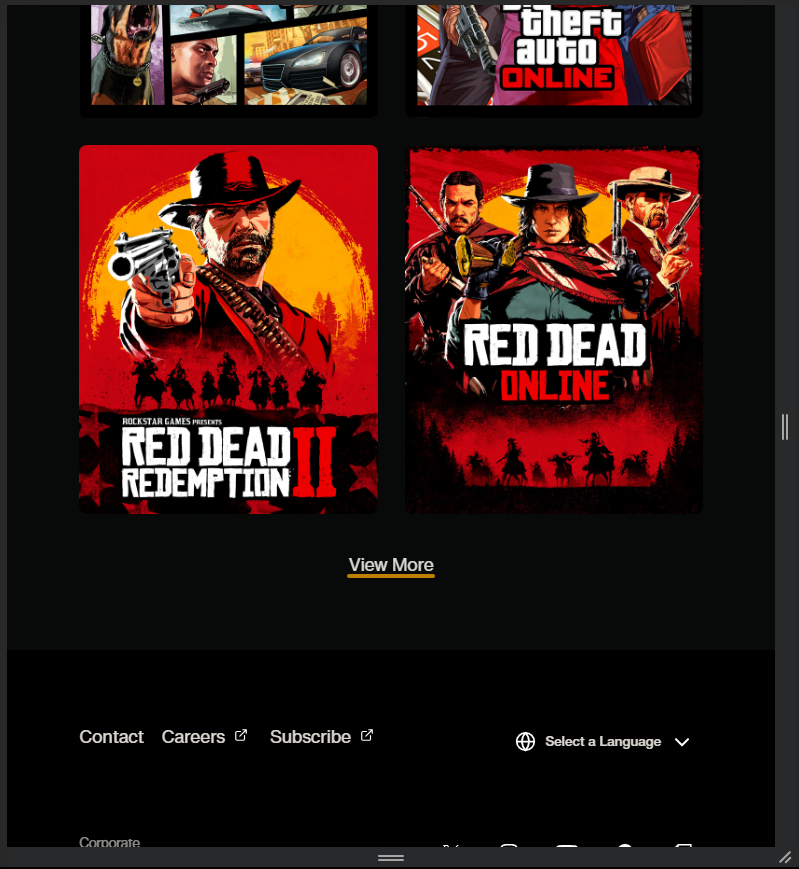 theft
auto
ONLINE
ROCKSTAR GAMES PRESENTS
RED DEAD
REDEMPTION II
RED DEAD
ONLINE
View More
Contact Careers Subscribe
Select a Language
Corporate